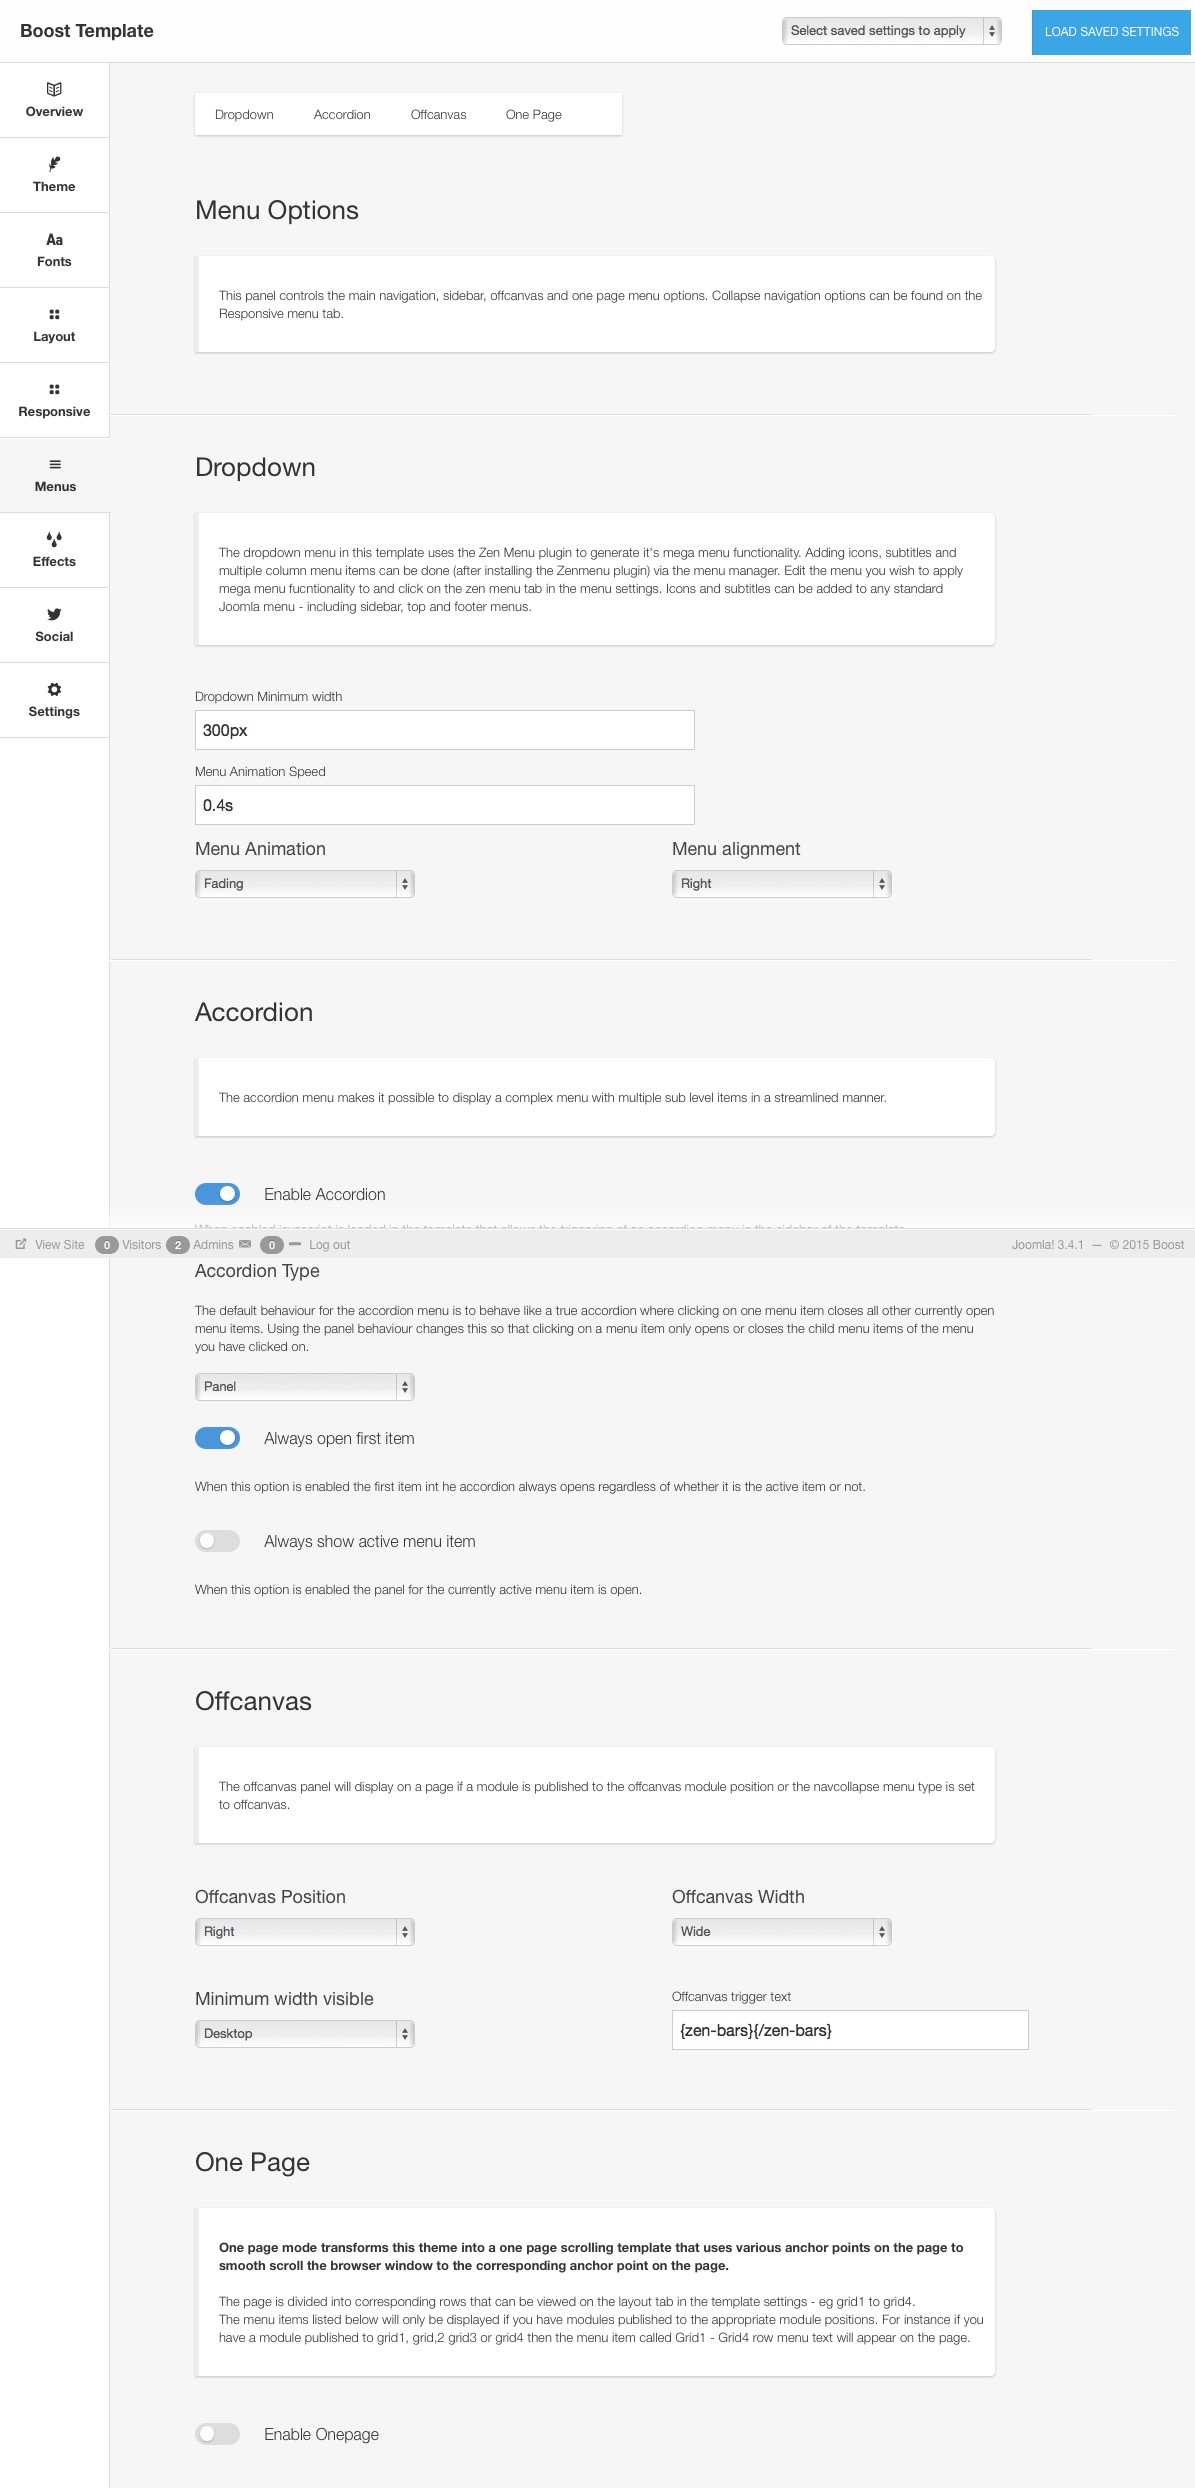 Boost Template
Select saved settings to apply
LOAD SAVED SETTINGS
Overview
Theme
Aa
Fonts
Layout
Responsive
Menus
Effects
Social
Settings
Dropdown Accordion Offcanvas One Page
Menu Options
This panel controls the main navigation, sidebar, offcanvas and one page menu options. Collapse navigation options can be found on the
Responsive menu tab.
Dropdown
The dropdown menu in this template uses the Zen Menu plugin to generate it's mega menu functionality. Adding icons, subtitles and
multiple column menu items can be done (after installing the Zenmenu plugin) via the menu manager. Edit the menu you wish to apply
mega menu fucntionality to and click on the zen menu tab in the menu settings. Icons and subtitles can be added to any standard
Joomla menu - including sidebar, top and footer menus.
Dropdown Minimum width
300px
Menu Animation Speed
0.4s
Menu Animation
Fading
Menu alignment
Right
Accordion
The accordion menu makes it possible to display a complex menu with multiple sub level items in a streamlined manner.
Enable Accordion
When enabled javascript is loaded in the template that allows the triggering of an accordion menu in the sidebar of the template.
View Site 0 Visitors 2 Admins 0 Log out
Joomla! 3.4.1 — © 2015 Boost
Accordion Type
The default behaviour for the accordion menu is to behave like a true accordion where clicking on one menu item closes all other currently open
menu items. Using the panel behaviour changes this so that clicking on a menu item only opens or closes the child menu items of the menu
you have clicked on.
Panel
Always open first item
When this option is enabled the first item int he accordion always opens regardless of whether it is the active item or not.
Always show active menu item
When this option is enabled the panel for the currently active menu item is open.
Offcanvas
The offcanvas panel will display on a page if a module is published to the offcanvas module position or the navcollapse menu type is set
to offcanvas.
Offcanvas Position
Right
Offcanvas Width
Wide
Minimum width visible
Desktop
Offcanvas trigger text
{zen-bars}{/zen-bars}
One Page
One page mode transforms this theme into a one page scrolling template that uses various anchor points on the page to
smooth scroll the browser window to the corresponding anchor point on the page.
The page is divided into corresponding rows that can be viewed on the layout tab in the template settings - eg grid1 to grid4.
The menu items listed below will only be displayed if you have modules published to the appropriate module positions. For instance if you
have a module published to grid1, grid,2 grid3 or grid4 then the menu item called Grid1 - Grid4 row menu text will appear on the page.
Enable Onepage